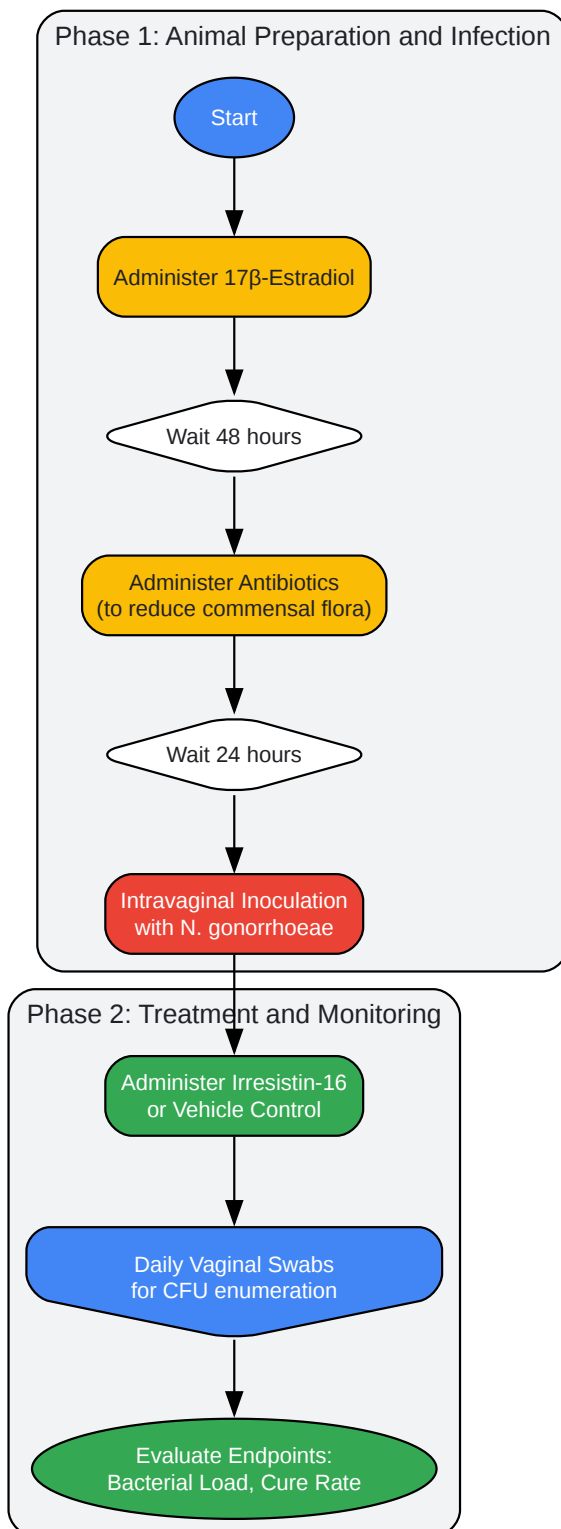 Phase 1: Animal Preparation and Infection
Start
Administer 17β-Estradiol
Wait 48 hours
Administer Antibiotics
(to reduce commensal flora)
Wait 24 hours
Intravaginal Inoculation
with N. gonorrhoeae
Phase 2: Treatment and Monitoring
Administer Irresistin-16
or Vehicle Control
Daily Vaginal Swabs
for CFU enumeration
Evaluate Endpoints:
Bacterial Load, Cure Rate